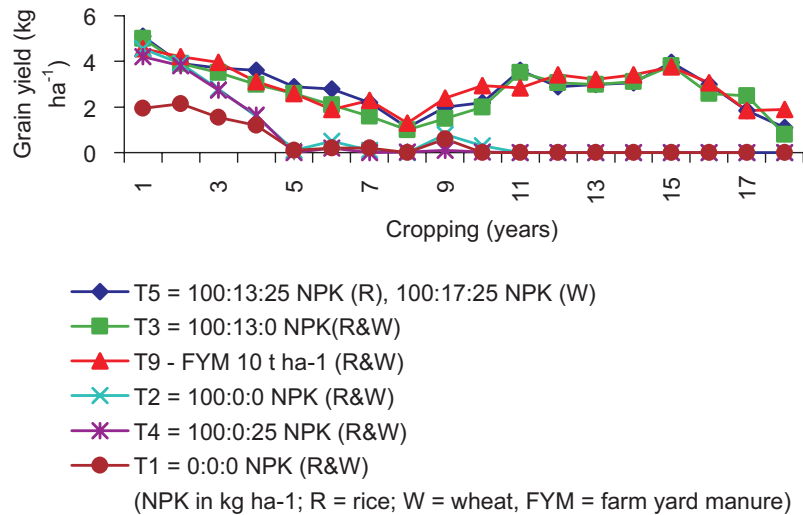 Grain yield (kg
ha-1)
6
4
2
0
1
3
5
7
9
11
13
15
17
Cropping (years)
T5 = 100:13:25 NPK (R), 100:17:25 NPK (W)
T3 = 100:13:0 NPK(R&W)
T9 - FYM 10 t ha-1 (R&W)
T2 = 100:0:0 NPK (R&W)
T4 = 100:0:25 NPK (R&W)
T1 = 0:0:0 NPK (R&W)
(NPK in kg ha-1; R = rice; W = wheat, FYM = farm yard manure)